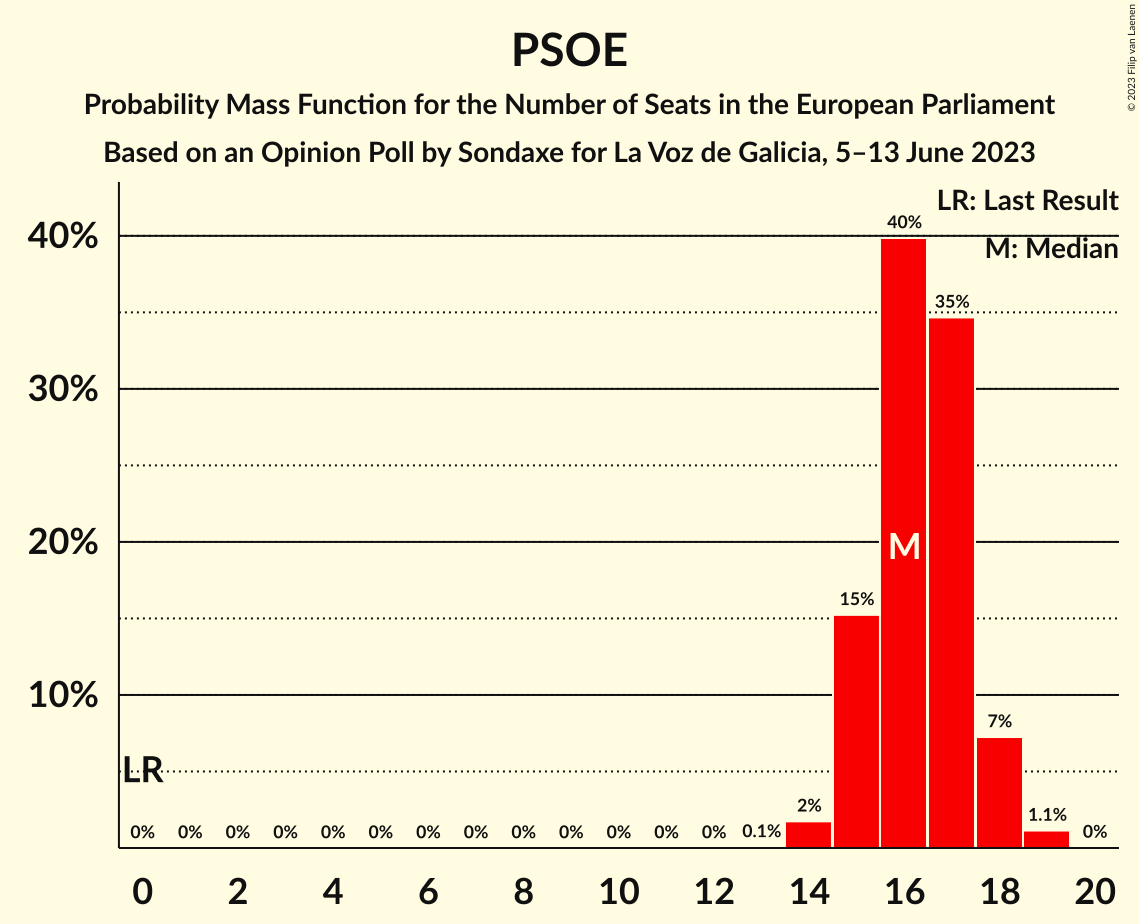 PSOE
Probability Mass Function for the Number of Seats in the European Parliament
Based on an Opinion Poll by Sondaxe for La Voz de Galicia, 5–13 June 2023
© 2023 Filip van Laenen
LR: Last Result
M: Median
40%
30%
20%
10%
40%
35%
15%
M
7%
LR
2%
1.1%
0% 0% 0% 0% 0% 0% 0% 0% 0% 0% 0% 0% 0% 0.1% 0%
0 2 4 6 8 10 12 14 16 18 20